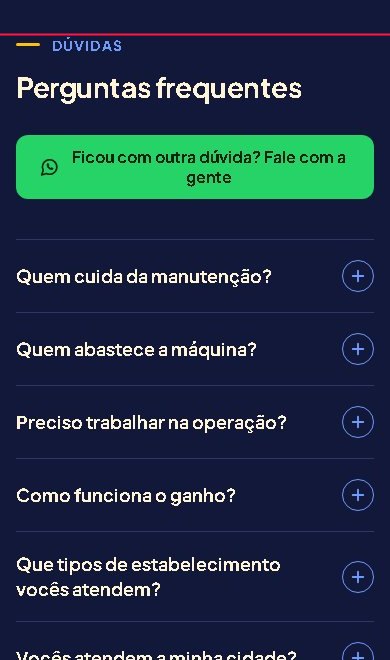 DÚVIDAS
Perguntas frequentes
Ficou com outra dúvida? Fale com a
gente
Quem cuida da manutenção?
Quem abastece a máquina?
Preciso trabalhar na operação?
Como funciona o ganho?
Que tipos de estabelecimento
vocês atendem?
Vocês atendem a minha cidade?